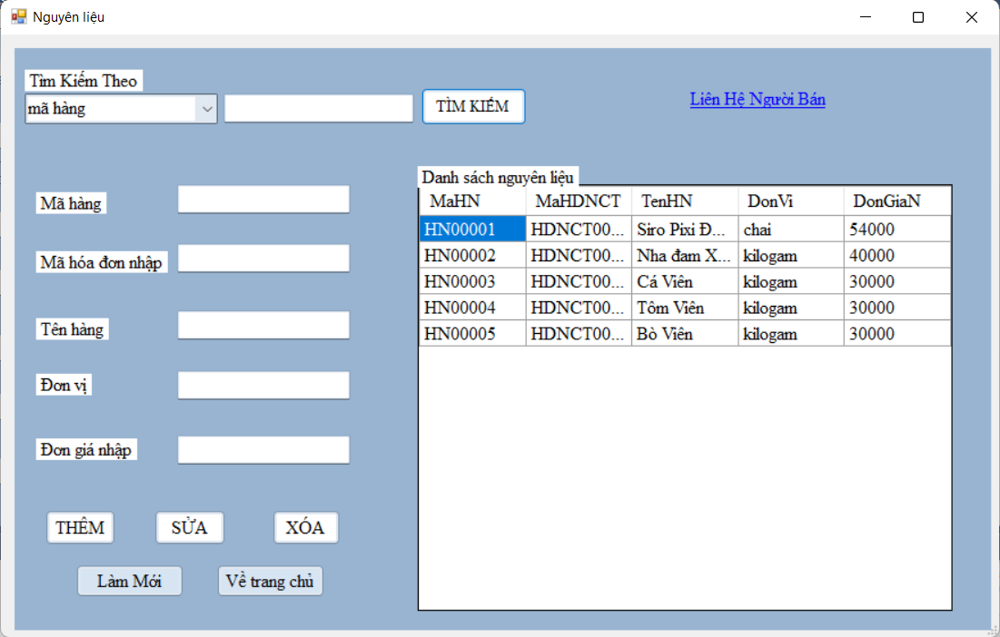 Nguyên liệu
Tìm Kiếm Theo
mã hàng
TÌM KIẾM
Liên Hệ Người Bán
Danh sách nguyên liệu
MaHN MaHDNCT TenHN DonVi DonGiaN
HN00001 HDNCT00... Siro Pixi Đ... chai 54000
HN00002 HDNCT00... Nha đam X... kilogam 40000
HN00003 HDNCT00... Cá Viên kilogam 30000
HN00004 HDNCT00... Tôm Viên kilogam 30000
HN00005 HDNCT00... Bò Viên kilogam 30000
Mã hàng
Mã hóa đơn nhập
Tên hàng
Đơn vị
Đơn giá nhập
THÊM SỬA XÓA
Làm Mới Về trang chủ